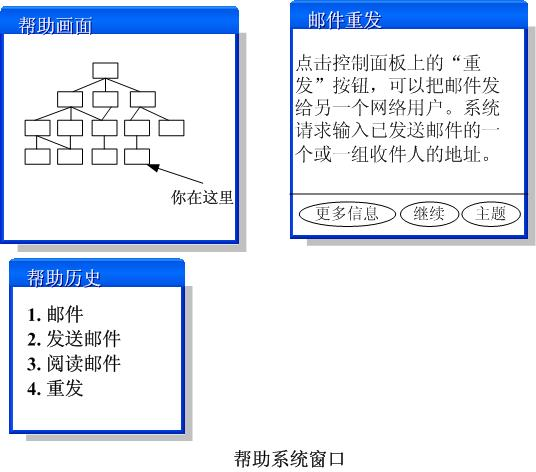 帮助画面
你在这里
邮件重发
点击控制面板上的“重
发”按钮，可以把邮件发
给另一个网络用户。系统
请求输入已发送邮件的一
个或一组收件人的地址。
更多信息 继续 主题
帮助历史
1. 邮件
2. 发送邮件
3. 阅读邮件
4. 重发
帮助系统窗口